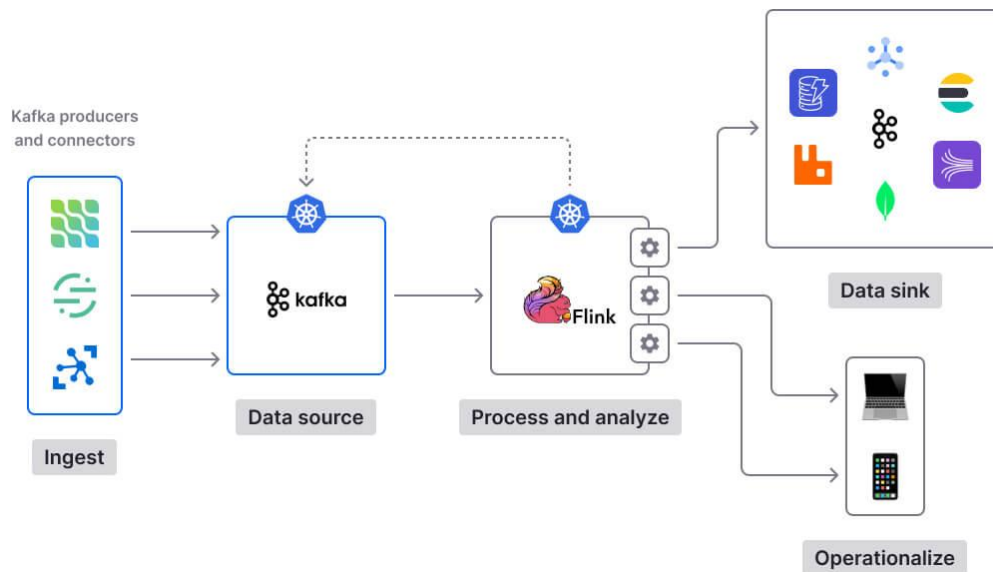 Kafka producers
and connectors
Ingest
kafka
Data source
Flink
Process and analyze
Data sink
Operationalize